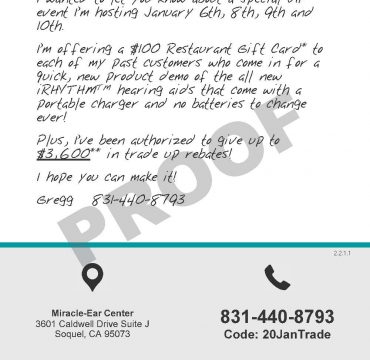 I wanted to let you know about a special VIP
event I'm hosting January 6th, 8th, 9th and
10th.
I'm offering a $100 Restaurant Gift Card* to
each of my past customers who come in for a
quick, new product demo of the all new
iRHYTHM™ hearing aids that come with a
portable charger and no batteries to change
ever!
Plus, I've been authorized to give up to
$3,600** in trade up rebates!
I hope you can make it!
Gregg 831-440-8793
PROOF
2.2.1.1
Miracle-Ear Center
3601 Caldwell Drive Suite J
Soquel, CA 95073
831-440-8793
Code: 20JanTrade